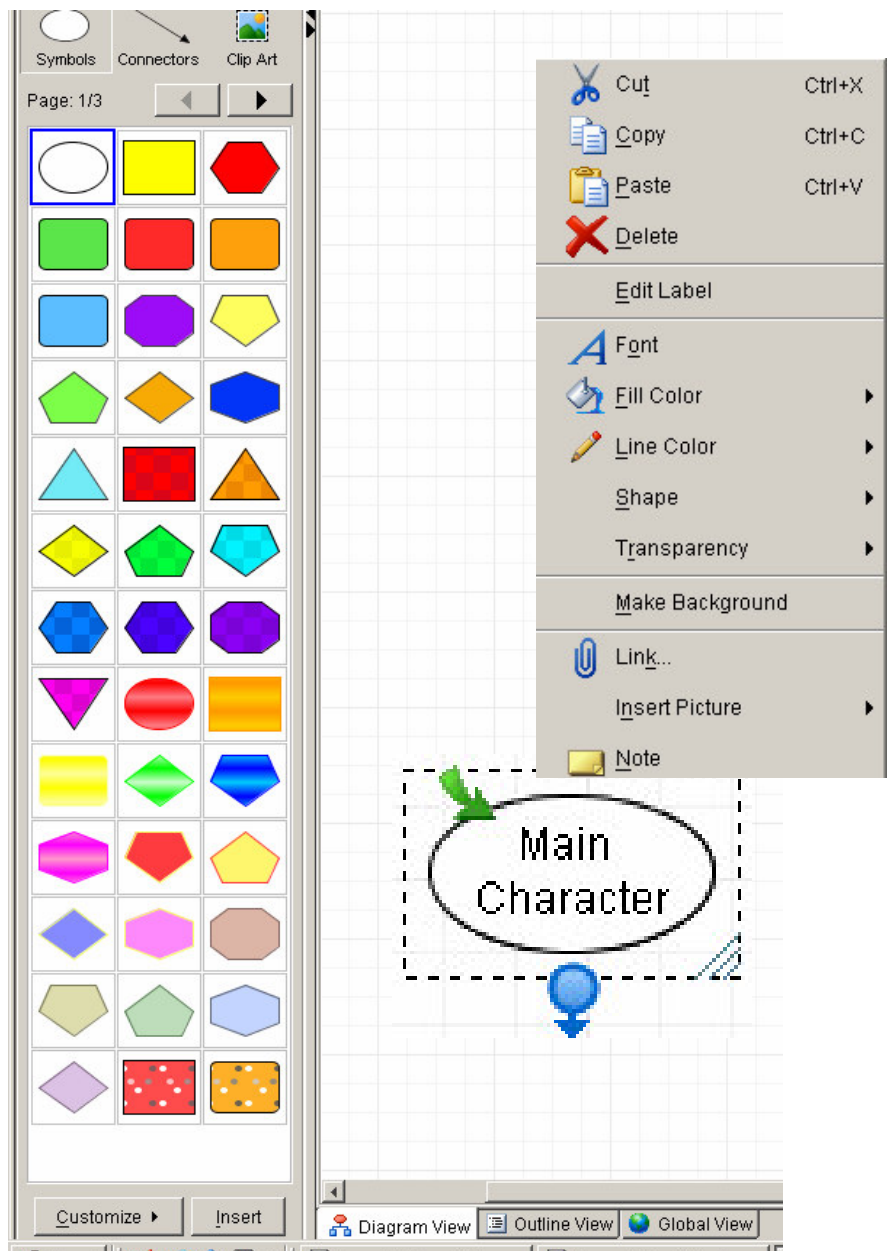 Symbols Connectors Clip Art
Page: 1/3
Cut Ctrl+X
Copy Ctrl+C
Paste Ctrl+V
Delete
Edit Label
Font
Fill Color
Line Color
Shape
Transparency
Make Background
Link...
Insert Picture
Note
Main
Character
Customize Insert
Diagram View Outline View Global View